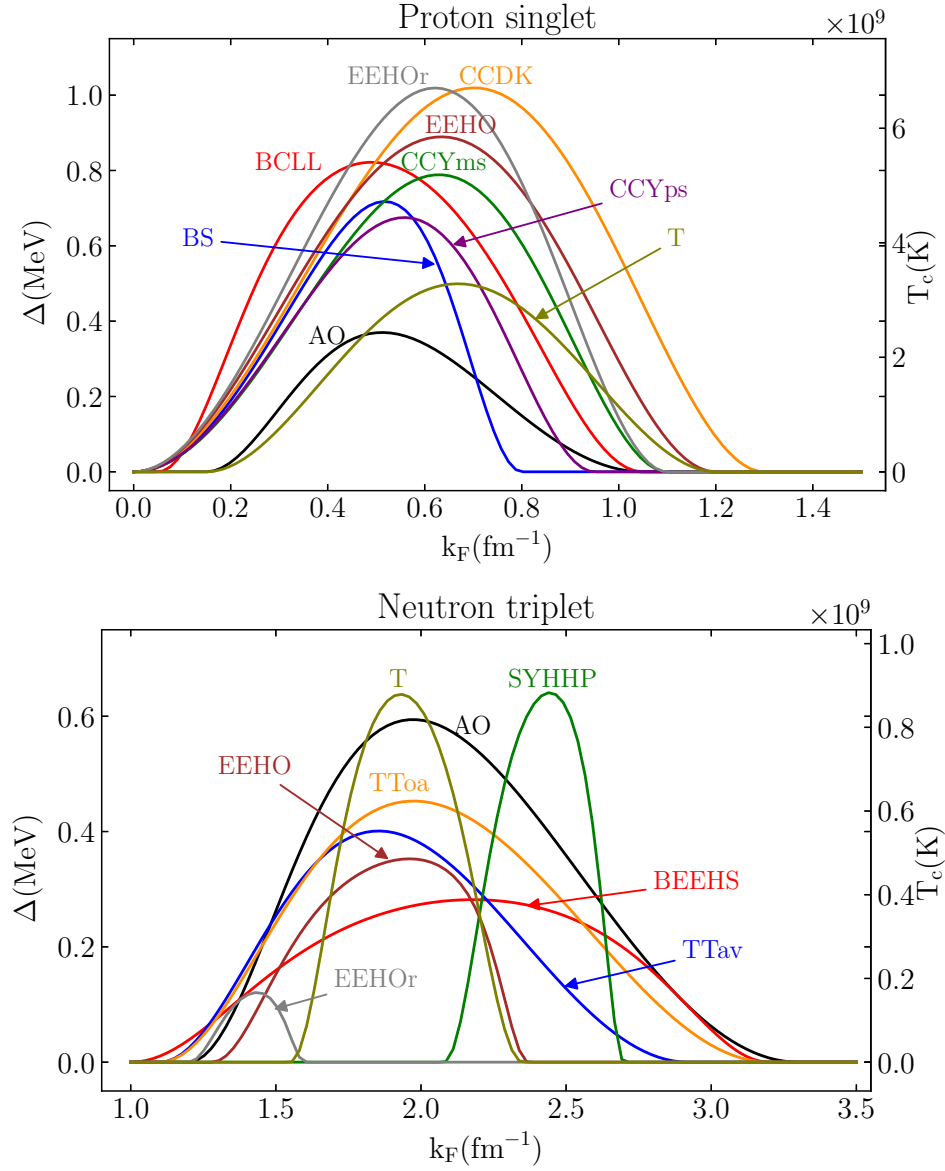 Proton singlet
×10⁹
EEHOr
CCDK
EEHO
BCLL
CCYms
CCYps
BS
T
AO
1.0
0.8
0.6
0.4
0.2
0.0
Δ(MeV)
6
4
2
0
T_c(K)
0.0 0.2 0.4 0.6 0.8 1.0 1.2 1.4
k_F(fm⁻¹)
Neutron triplet
×10⁹
T
SYHHP
AO
EEHO
TToa
BEEHS
TTav
EEHOr
0.6
0.4
0.2
0.0
Δ(MeV)
1.0
0.8
0.6
0.4
0.2
0.0
T_c(K)
1.0 1.5 2.0 2.5 3.0 3.5
k_F(fm⁻¹)